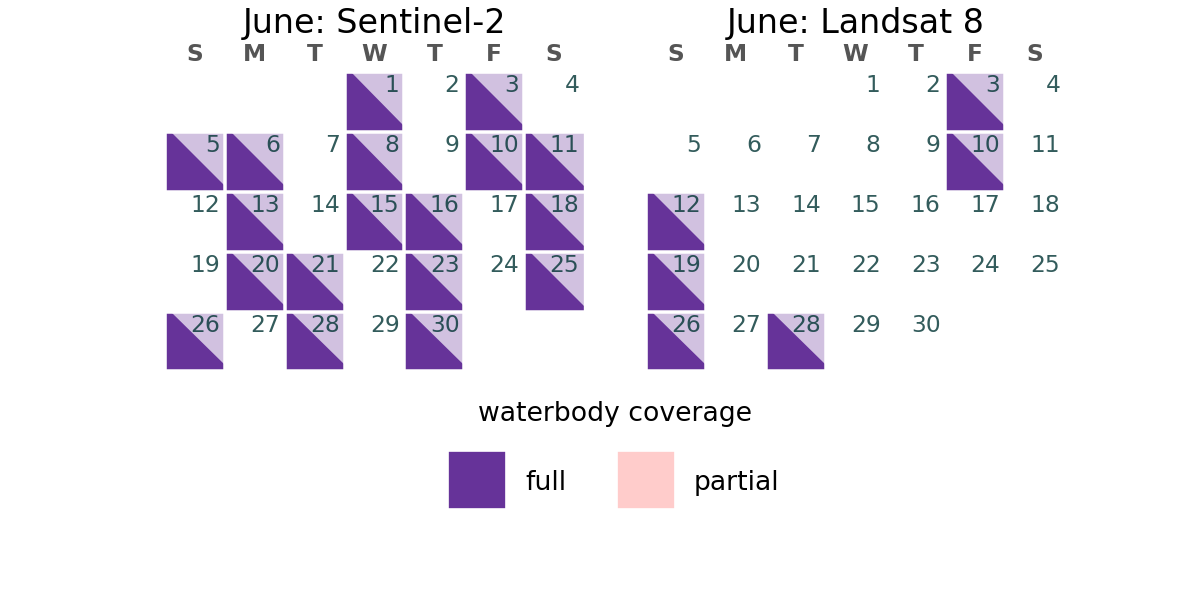 June: Sentinel-2
S M T W T F S
1 2 3 4
5 6 7 8 9 10 11
12 13 14 15 16 17 18
19 20 21 22 23 24 25
26 27 28 29 30
June: Landsat 8
S M T W T F S
1 2 3 4
5 6 7 8 9 10 11
12 13 14 15 16 17 18
19 20 21 22 23 24 25
26 27 28 29 30
waterbody coverage
full partial